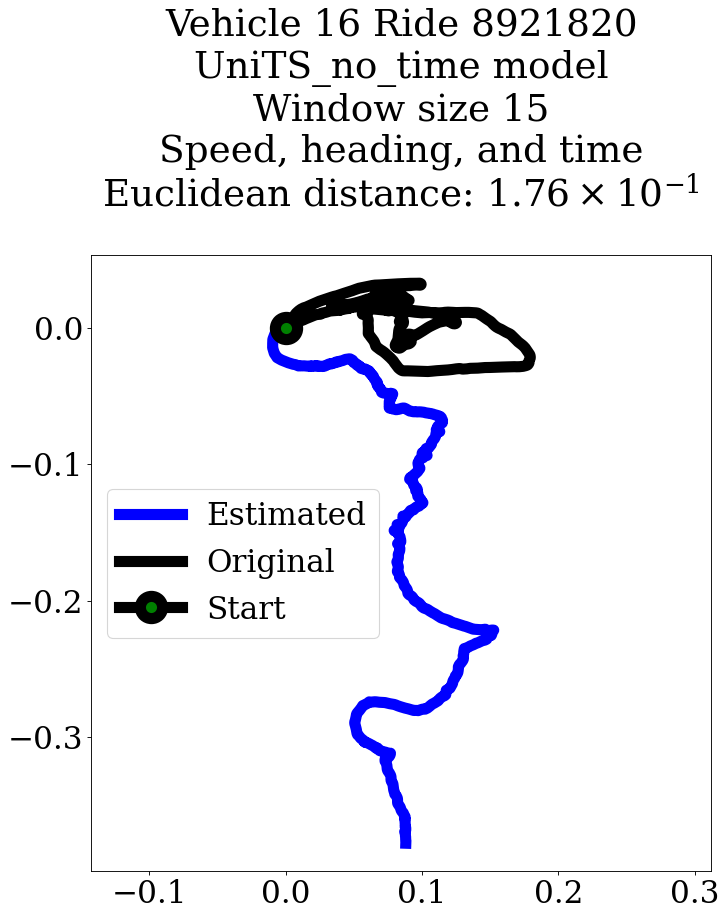 Vehicle 16 Ride 8921820
UniTS_no_time model
Window size 15
Speed, heading, and time
Euclidean distance: 1.76 × 10⁻¹
0.0
−0.1
−0.2
−0.3
Estimated
Original
Start
−0.1 0.0 0.1 0.2 0.3